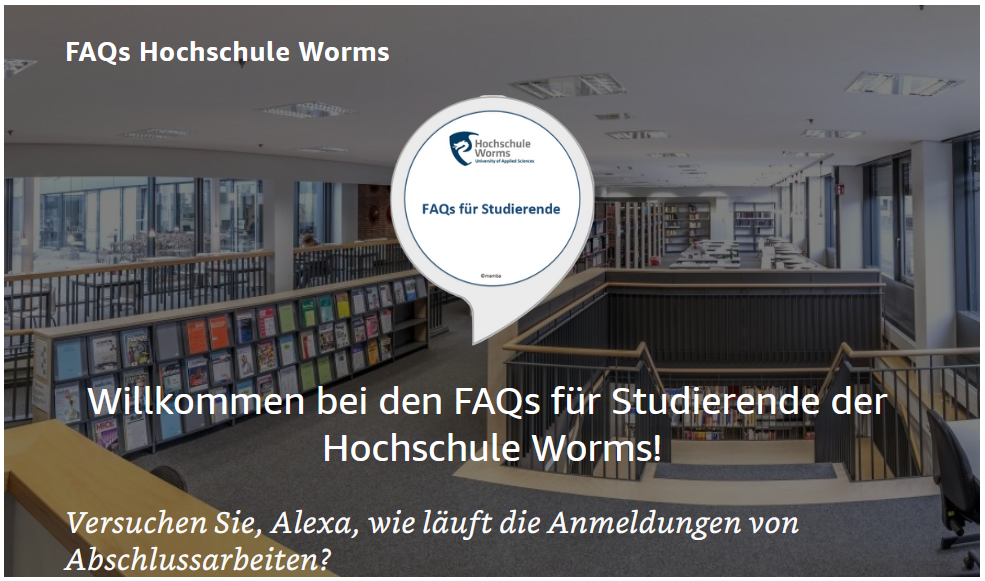 FAQs Hochschule Worms
Hochschule
Worms
University of Applied Sciences
FAQs für Studierende
Willkommen bei den FAQs für Studierende der
Hochschule Worms!
Versuchen Sie, Alexa, wie läuft die Anmeldungen von
Abschlussarbeiten?